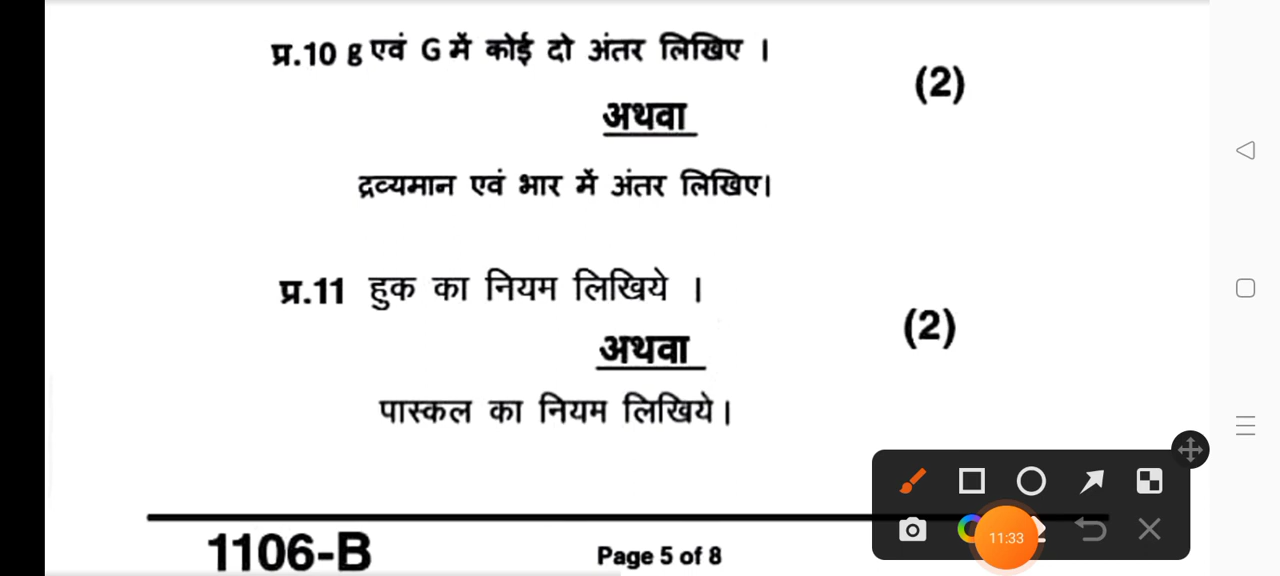 प्र.10 g एवं G में कोई दो अंतर लिखिए ।
(2)
अथवा
द्रव्यमान एवं भार में अंतर लिखिए।
प्र.11 हुक का नियम लिखिये ।
(2)
अथवा
पास्कल का नियम लिखिये।
1106-B
Page 5 of 8
11:33